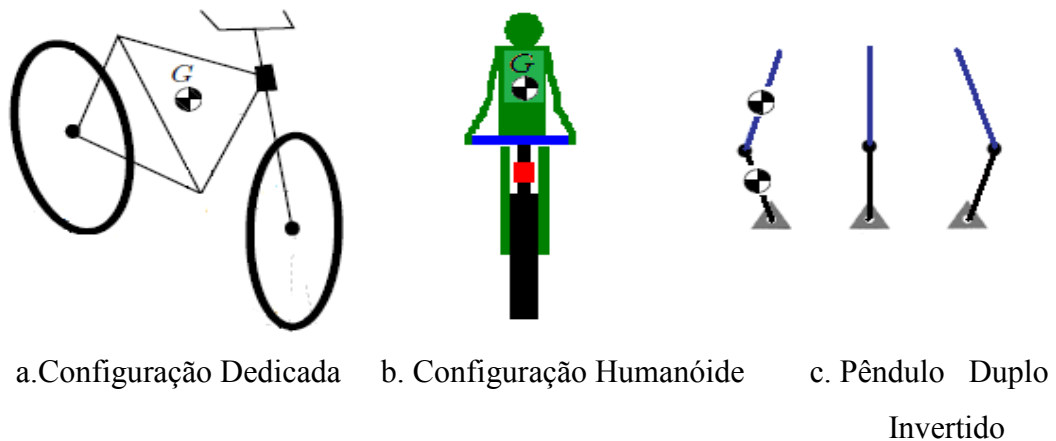 G
G
a.Configuração Dedicada
b. Configuração Humanóide
c. Pêndulo Duplo
Invertido